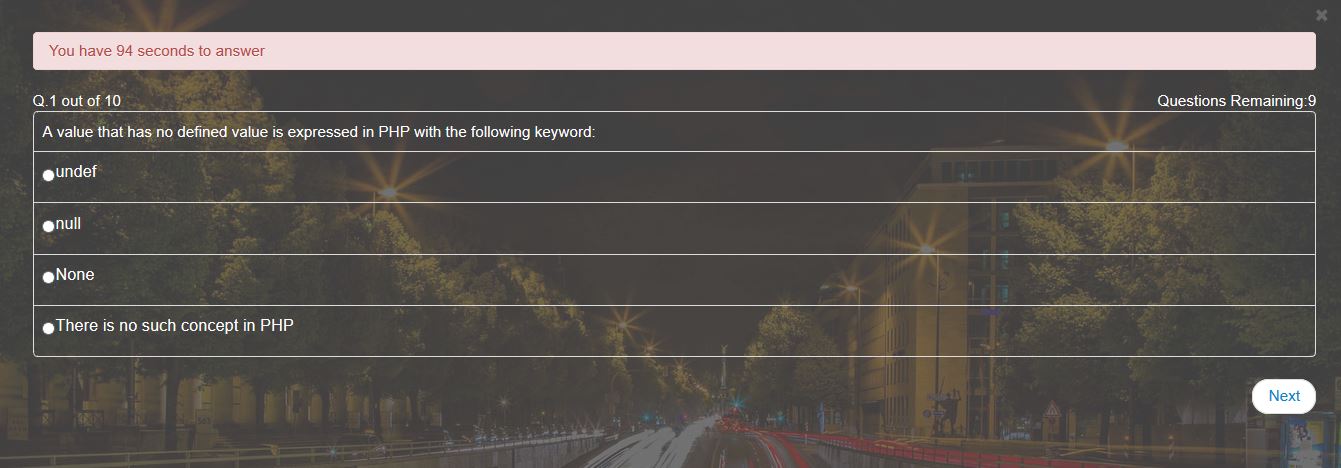 You have 94 seconds to answer
Q.1 out of 10 Questions Remaining:9
A value that has no defined value is expressed in PHP with the following keyword:
undef
null
None
There is no such concept in PHP
Next